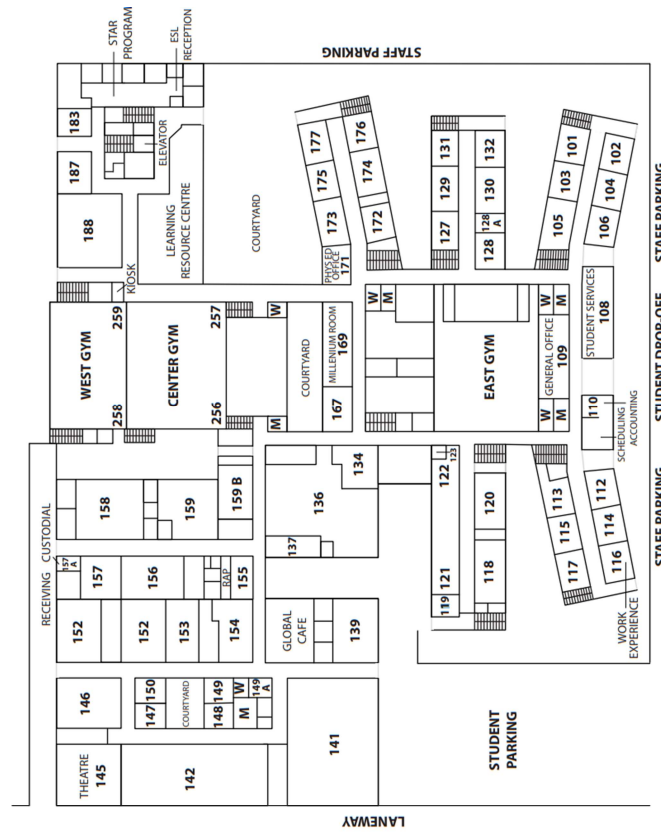 STAR
PROGRAM
ESL
RECEPTION
STAFF PARKING
183
187
188
ELEVATOR
LEARNING
RESOURCE CENTRE
COURTYARD
177
175
173
PHYS ED
OFFICE
171
176
174
172
131
129
127
132
130
128
A
128
101
103
105
102
104
106
KIOSK
WEST GYM
259
258
CENTER GYM
257
256
W
M
COURTYARD
MILLENIUM ROOM
169
167
W
M
EAST GYM
W
M
GENERAL OFFICE
109
W
M
STUDENT SERVICES
108
110
SCHEDULING
ACCOUNTING
STAFF PARKING
STUDENT DROP-OFF
STAFF PARKING
RECEIVING
CUSTODIAL
158
159
159 B
157
A
157
156
RAP
155
152
152
153
154
134
136
137
GLOBAL
CAFE
139
122
123
121
119
120
118
113
115
117
112
114
116
WORK
EXPERIENCE
146
150
147
COURTYARD
149
148
W
M
149
A
THEATRE
145
142
141
STUDENT
PARKING
LANEWAY